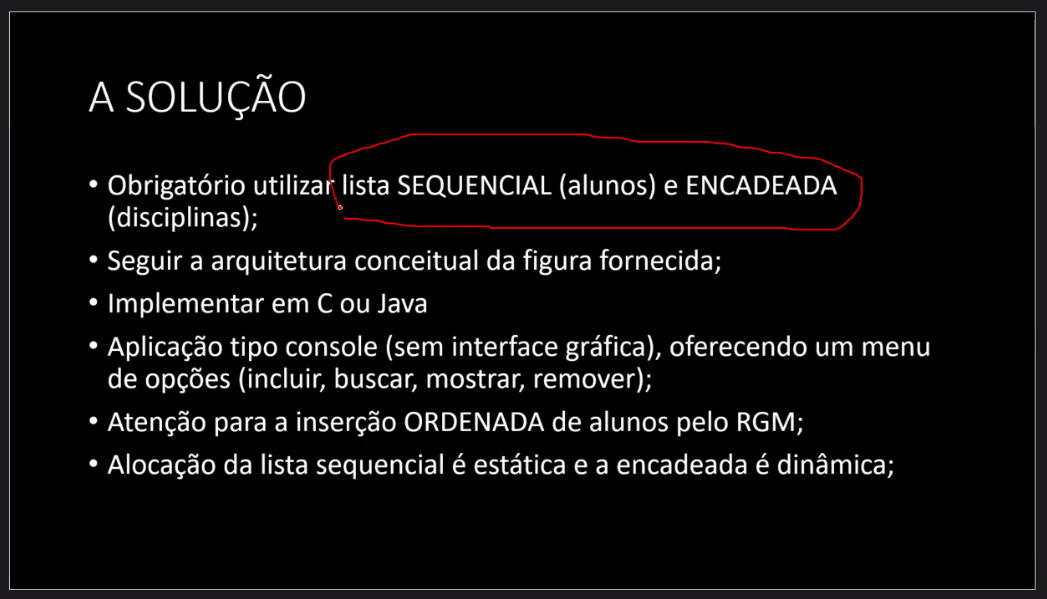 A SOLUÇÃO
• Obrigatório utilizar lista SEQUENCIAL (alunos) e ENCADEADA
(disciplinas);
• Seguir a arquitetura conceitual da figura fornecida;
• Implementar em C ou Java
• Aplicação tipo console (sem interface gráfica), oferecendo um menu
de opções (incluir, buscar, mostrar, remover);
• Atenção para a inserção ORDENADA de alunos pelo RGM;
• Alocação da lista sequencial é estática e a encadeada é dinâmica;